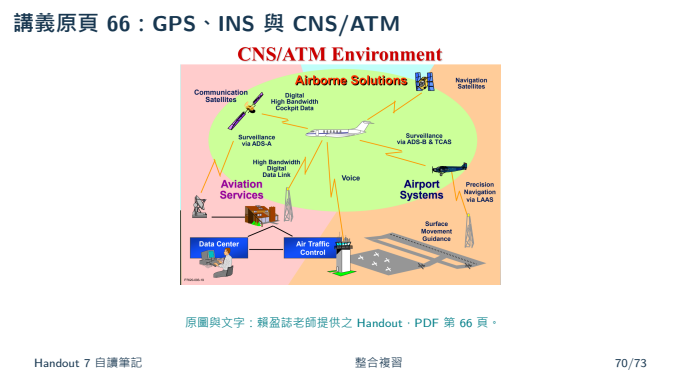 講義原頁 66：GPS、INS 與 CNS/ATM
CNS/ATM Environment
Airborne Solutions
Communication
Satellites
Navigation
Satellites
Digital
High Bandwidth
Cockpit Data
Surveillance
via ADS-A
Surveillance
via ADS-B & TCAS
High Bandwidth
Digital
Data Link
Voice
Aviation
Services
Airport
Systems
Precision
Navigation
via LAAS
Surface
Movement
Guidance
Data Center
Air Traffic
Control
原圖與文字：賴盈誌老師提供之 Handout，PDF 第 66 頁。
Handout 7 自讀筆記
整合複習
70/73